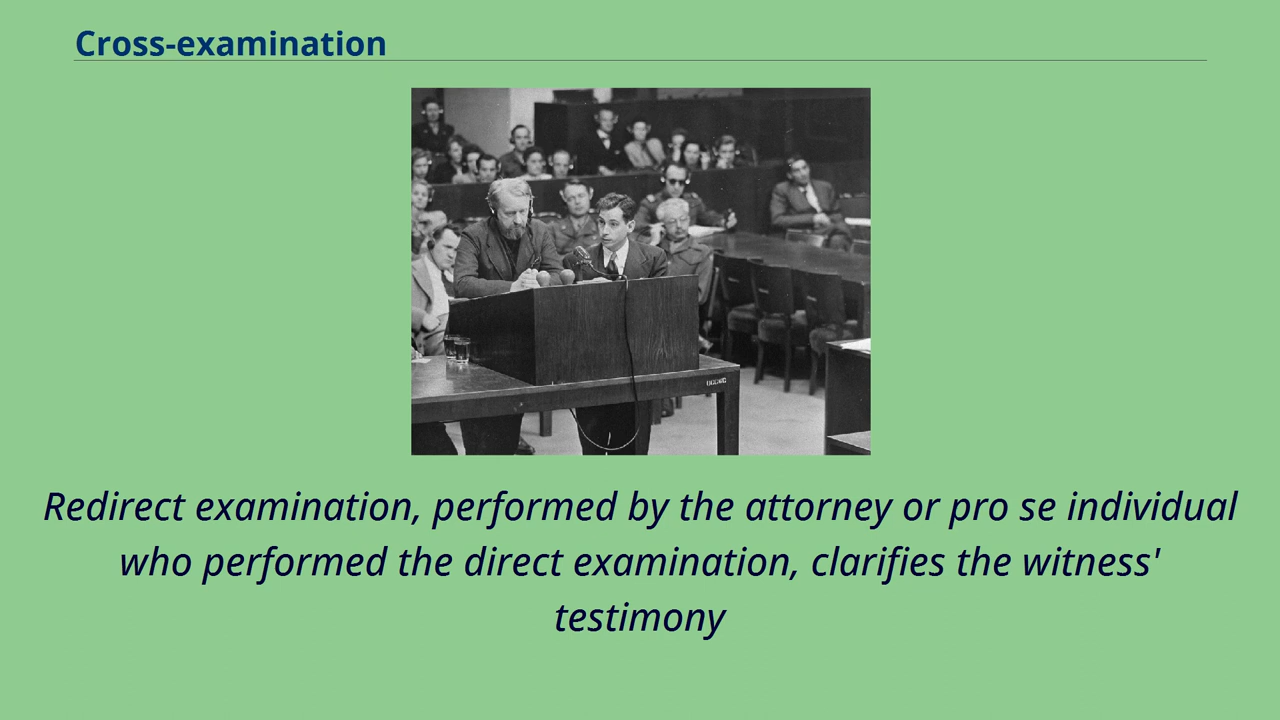 Cross-examination
Redirect examination, performed by the attorney or pro se individual
who performed the direct examination, clarifies the witness'
testimony